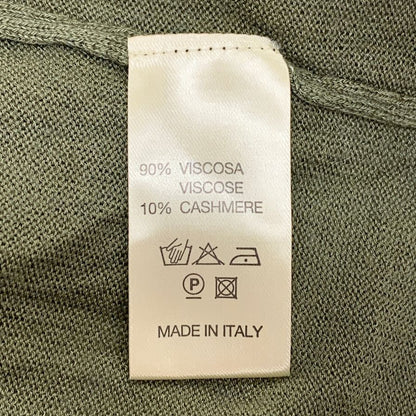 90% VISCOSA
VISCOSE
10% CASHMERE
P
MADE IN ITALY